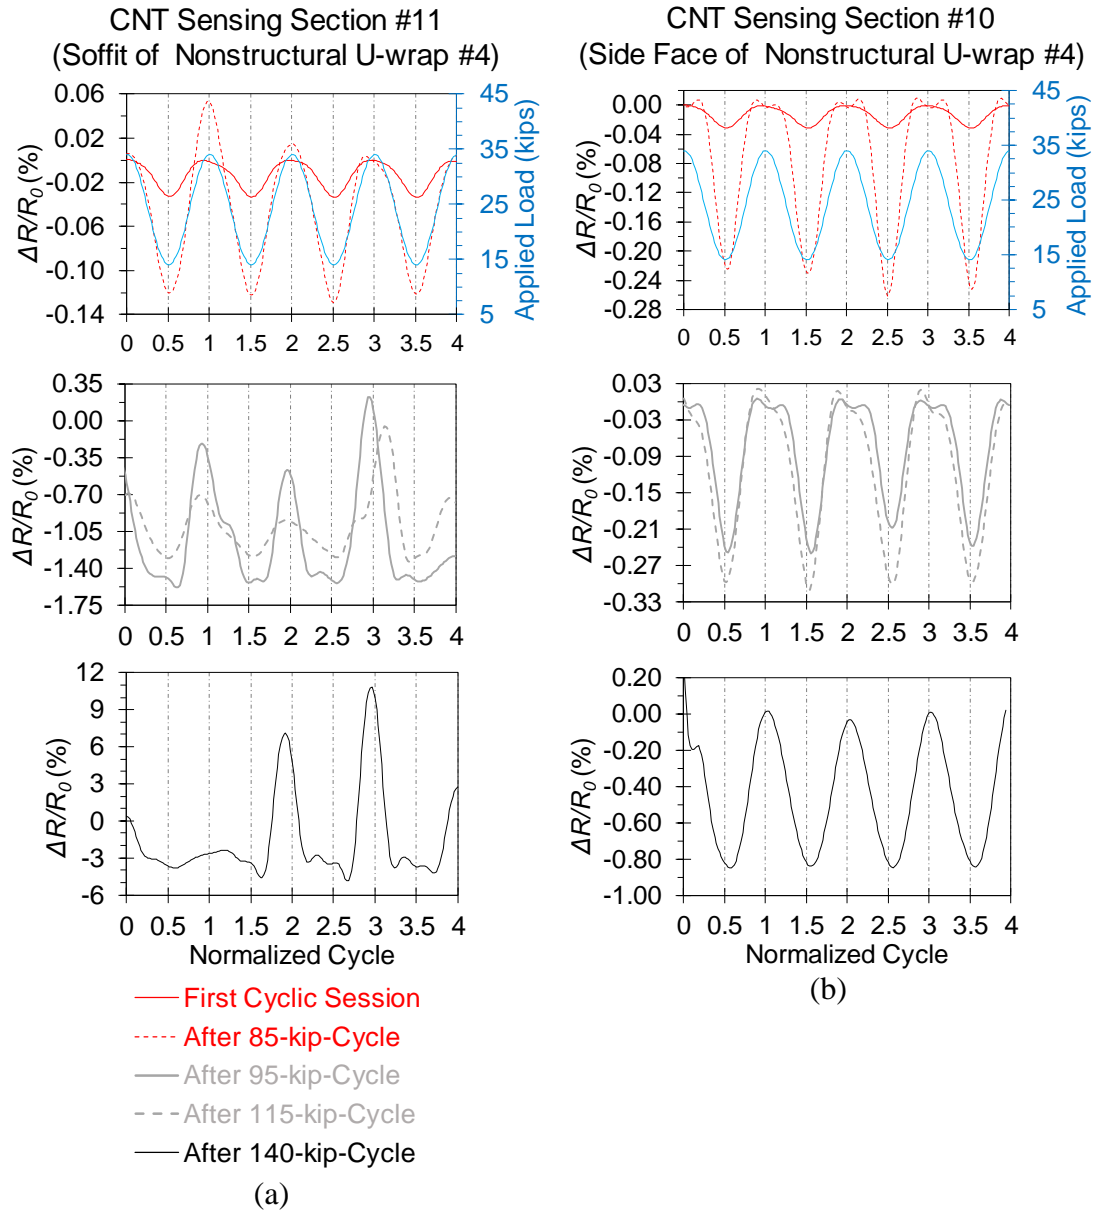 CNT Sensing Section #11
(Soffit of Nonstructural U-wrap #4)
0.06
0.02
-0.02
-0.06
-0.10
-0.14
ΔR/R0 (%)
45
35
25
15
5
Applied Load (kips)
0 0.5 1 1.5 2 2.5 3 3.5 4
0.35
0.00
-0.35
-0.70
-1.05
-1.40
-1.75
ΔR/R0 (%)
0 0.5 1 1.5 2 2.5 3 3.5 4
12
9
6
3
0
-3
-6
ΔR/R0 (%)
0 0.5 1 1.5 2 2.5 3 3.5 4
Normalized Cycle
First Cyclic Session
After 85-kip-Cycle
After 95-kip-Cycle
After 115-kip-Cycle
After 140-kip-Cycle
(a)
CNT Sensing Section #10
(Side Face of Nonstructural U-wrap #4)
0.00
-0.04
-0.08
-0.12
-0.16
-0.20
-0.24
-0.28
ΔR/R0 (%)
45
35
25
15
5
Applied Load (kips)
0 0.5 1 1.5 2 2.5 3 3.5 4
0.03
-0.03
-0.09
-0.15
-0.21
-0.27
-0.33
ΔR/R0 (%)
0 0.5 1 1.5 2 2.5 3 3.5 4
0.20
0.00
-0.20
-0.40
-0.60
-0.80
-1.00
ΔR/R0 (%)
0 0.5 1 1.5 2 2.5 3 3.5 4
Normalized Cycle
(b)